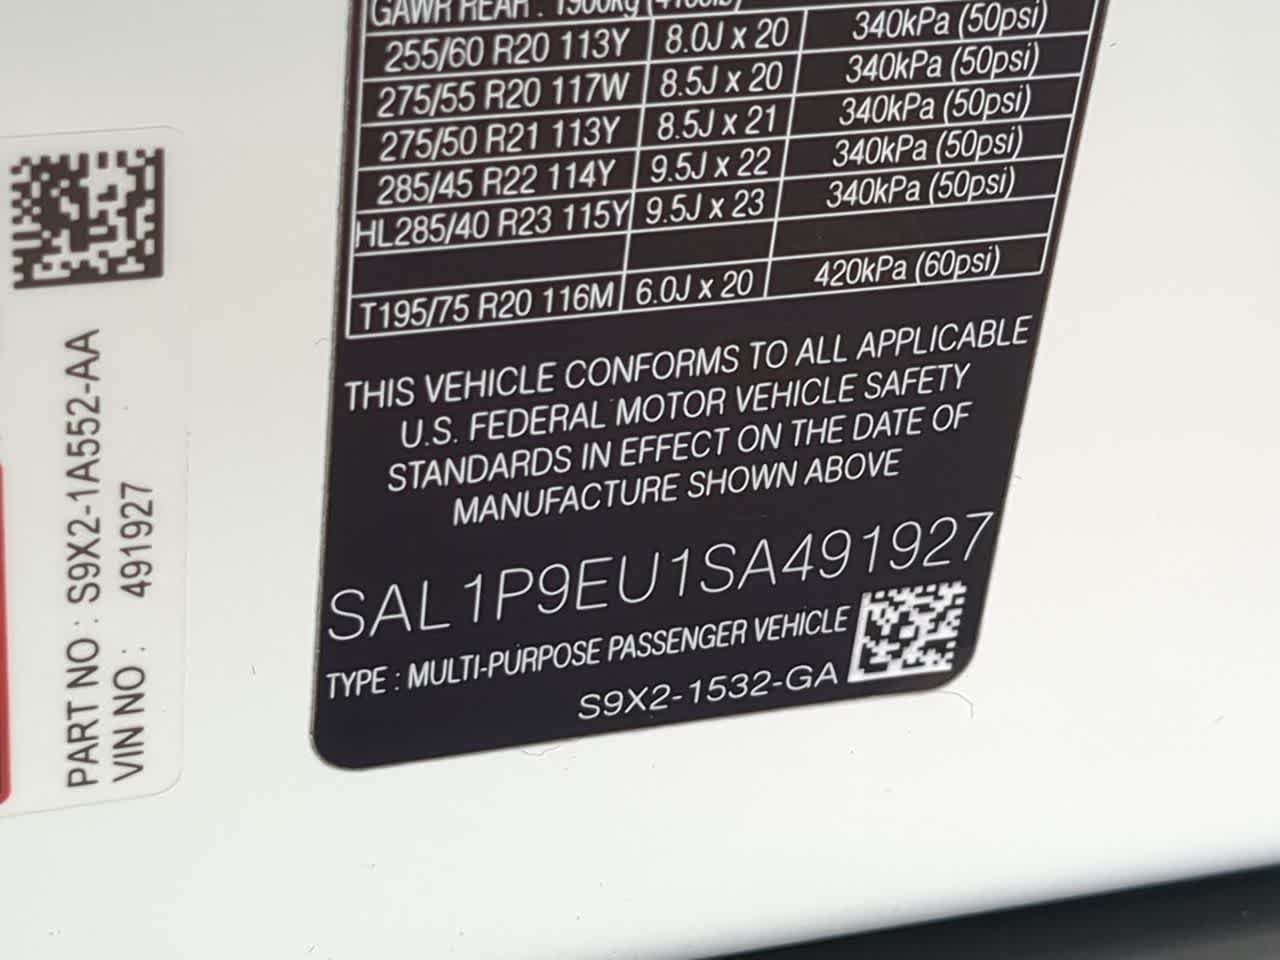 GAWR REAR : 1900kg
255/60 R20 113Y 8.0J x 20 340kPa (50psi)
275/55 R20 117W 8.5J x 20 340kPa (50psi)
275/50 R21 113Y 8.5J x 21 340kPa (50psi)
285/45 R22 114Y 9.5J x 22 340kPa (50psi)
HL285/40 R23 115Y 9.5J x 23 340kPa (50psi)
T195/75 R20 116M 6.0J x 20 420kPa (60psi)
THIS VEHICLE CONFORMS TO ALL APPLICABLE
U.S. FEDERAL MOTOR VEHICLE SAFETY
STANDARDS IN EFFECT ON THE DATE OF
MANUFACTURE SHOWN ABOVE
SAL1P9EU1SA491927
TYPE : MULTI-PURPOSE PASSENGER VEHICLE
S9X2-1532-GA
PART NO : S9X2-1A552-AA
VIN NO : 491927